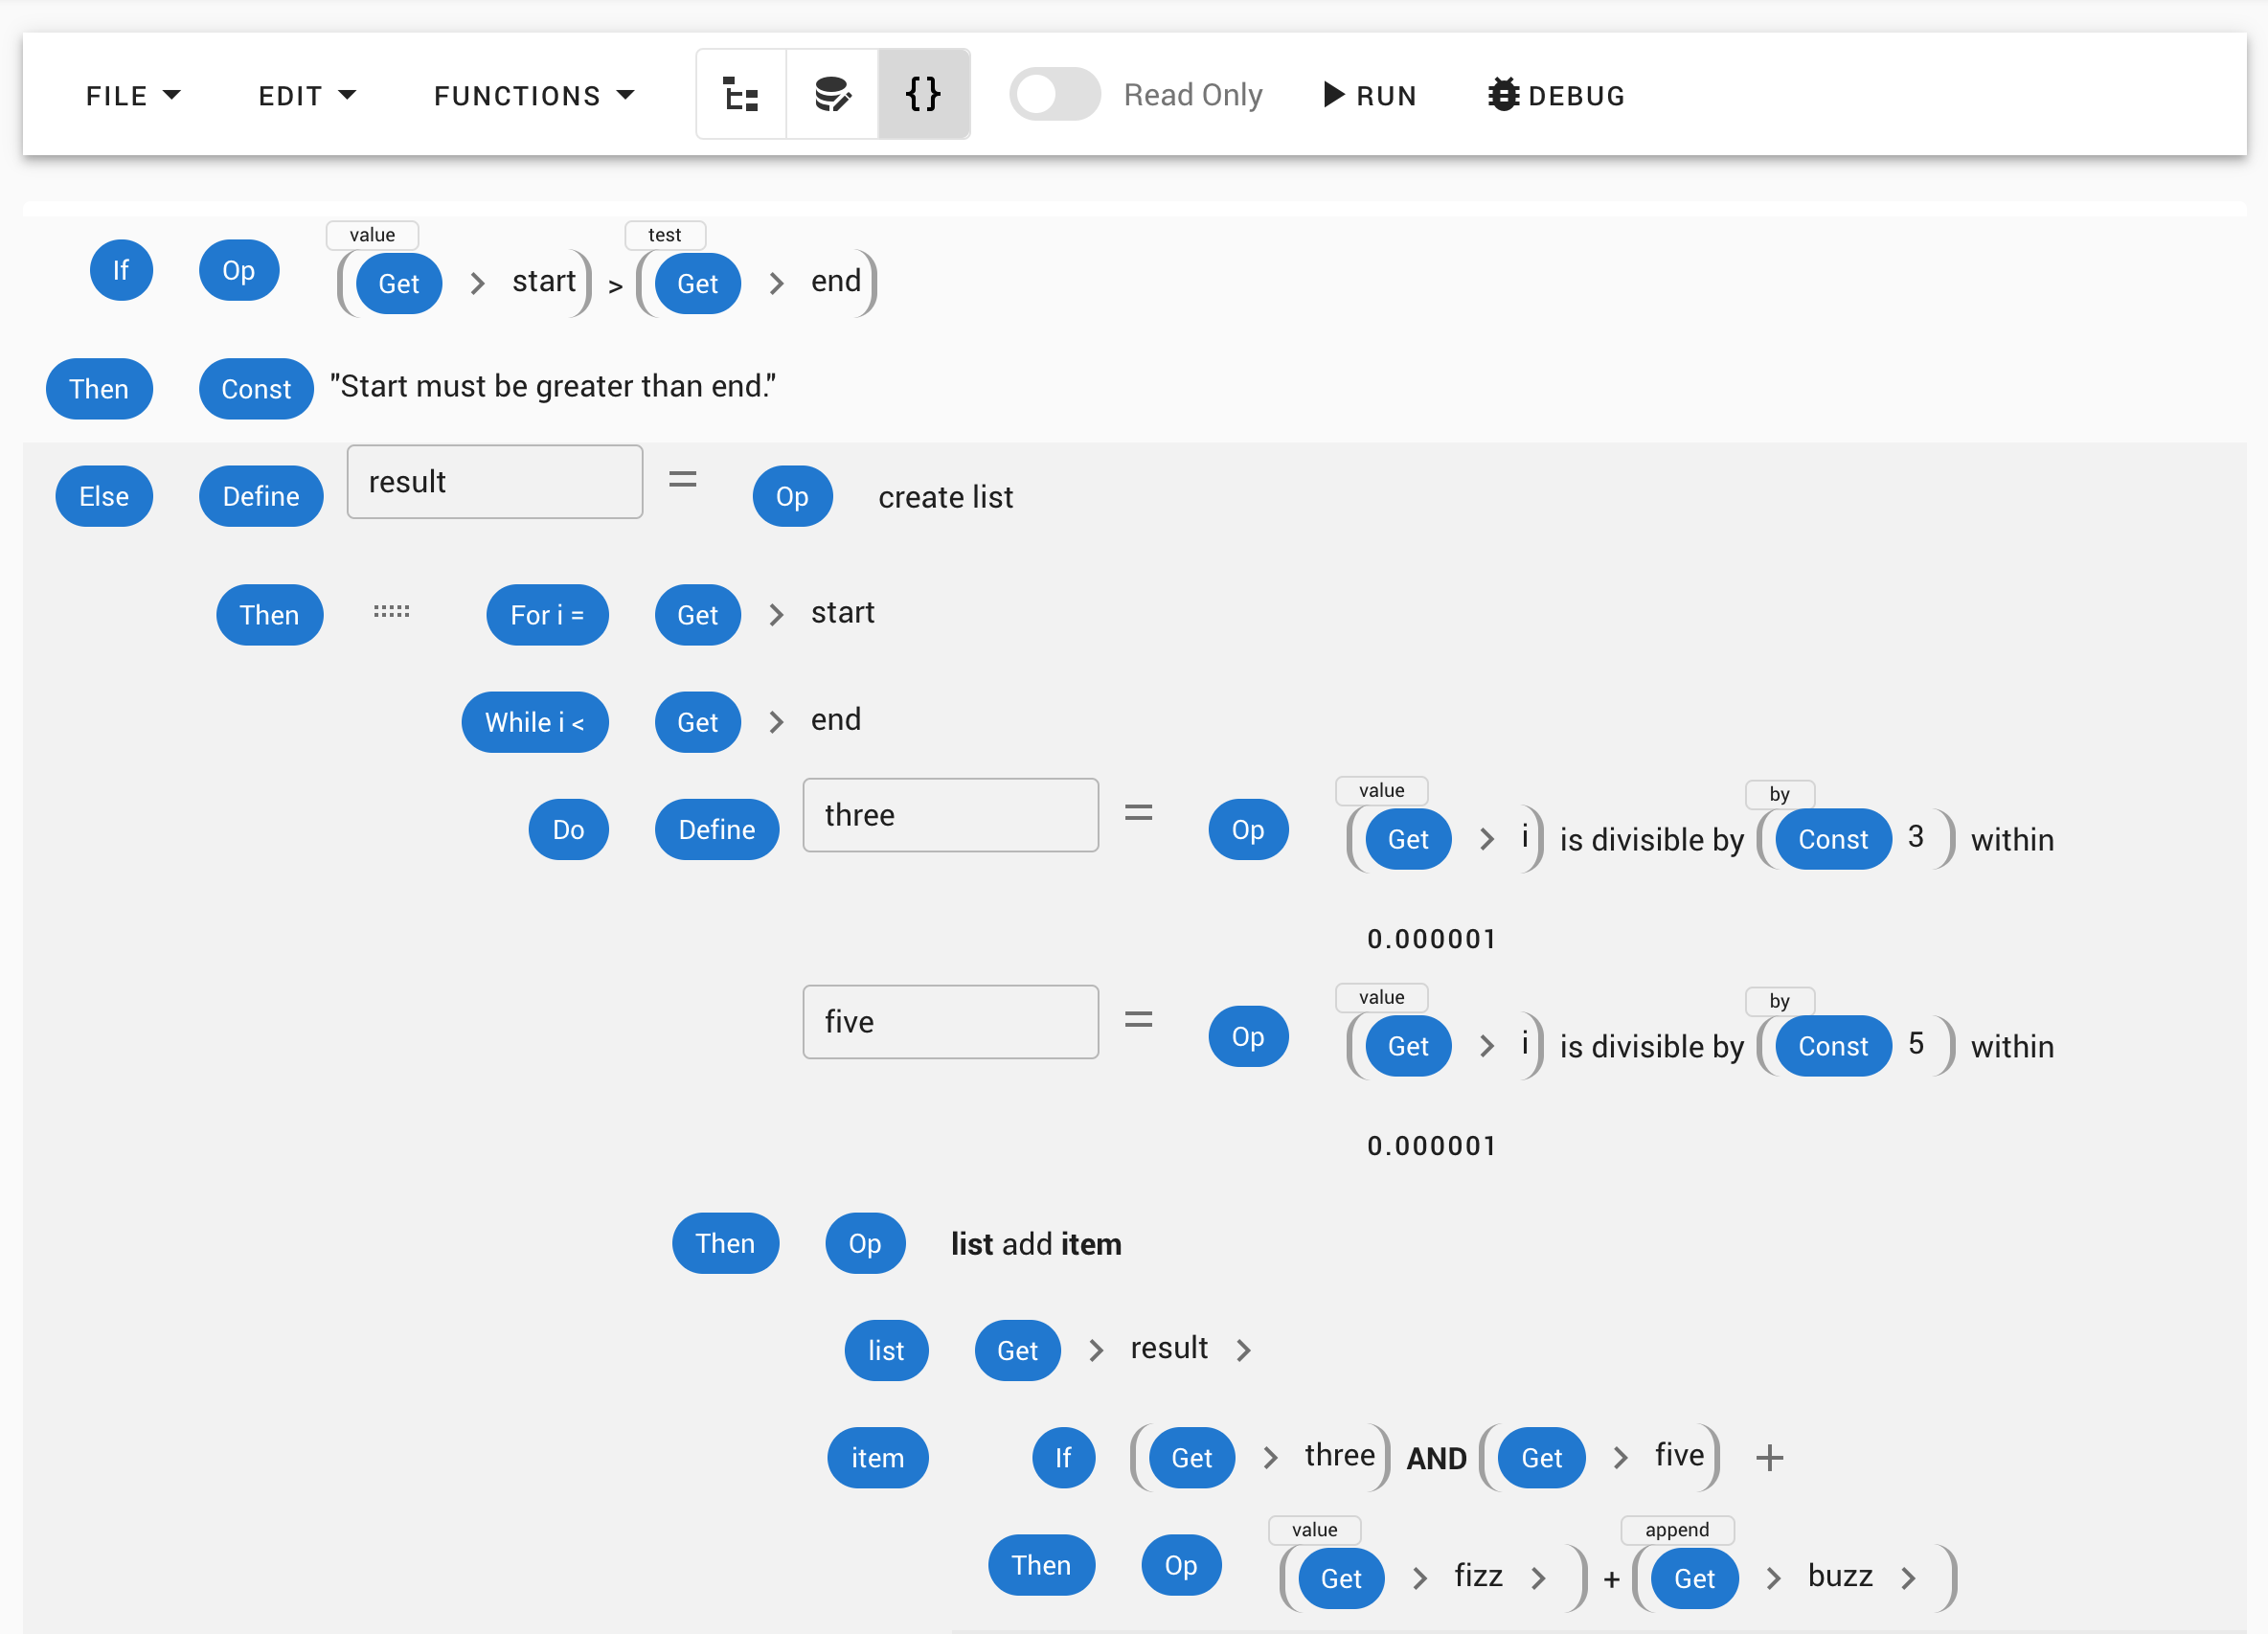 FILE EDIT FUNCTIONS {} Read Only RUN DEBUG
value test
If Op ( Get > start ) > ( Get > end )
Then Const "Start must be greater than end."
Else Define result = Op create list
Then For i = Get > start
While i < Get > end
value by
Do Define three = Op ( Get > i ) is divisible by ( Const 3 ) within
0.000001
value by
five = Op ( Get > i ) is divisible by ( Const 5 ) within
0.000001
Then Op list add item
list Get > result >
item If ( Get > three ) AND ( Get > five ) +
value append
Then Op ( Get > fizz > ) + ( Get > buzz > )